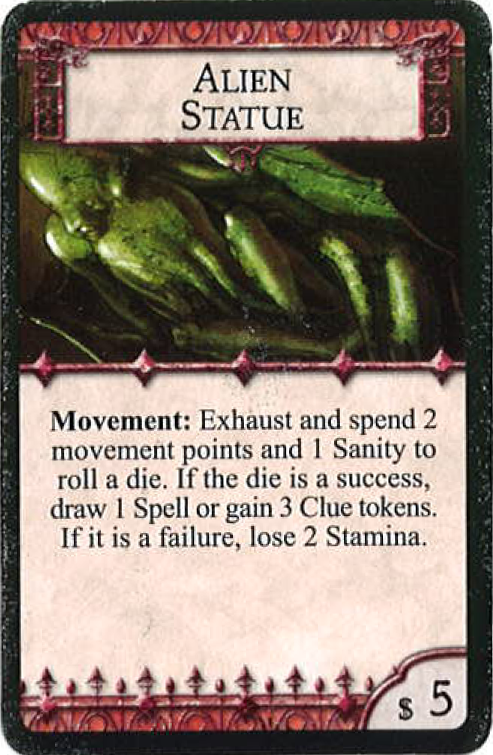 ALIEN
STATUE
Movement: Exhaust and spend 2
movement points and 1 Sanity to
roll a die. If the die is a success,
draw 1 Spell or gain 3 Clue tokens.
If it is a failure, lose 2 Stamina.
$ 5